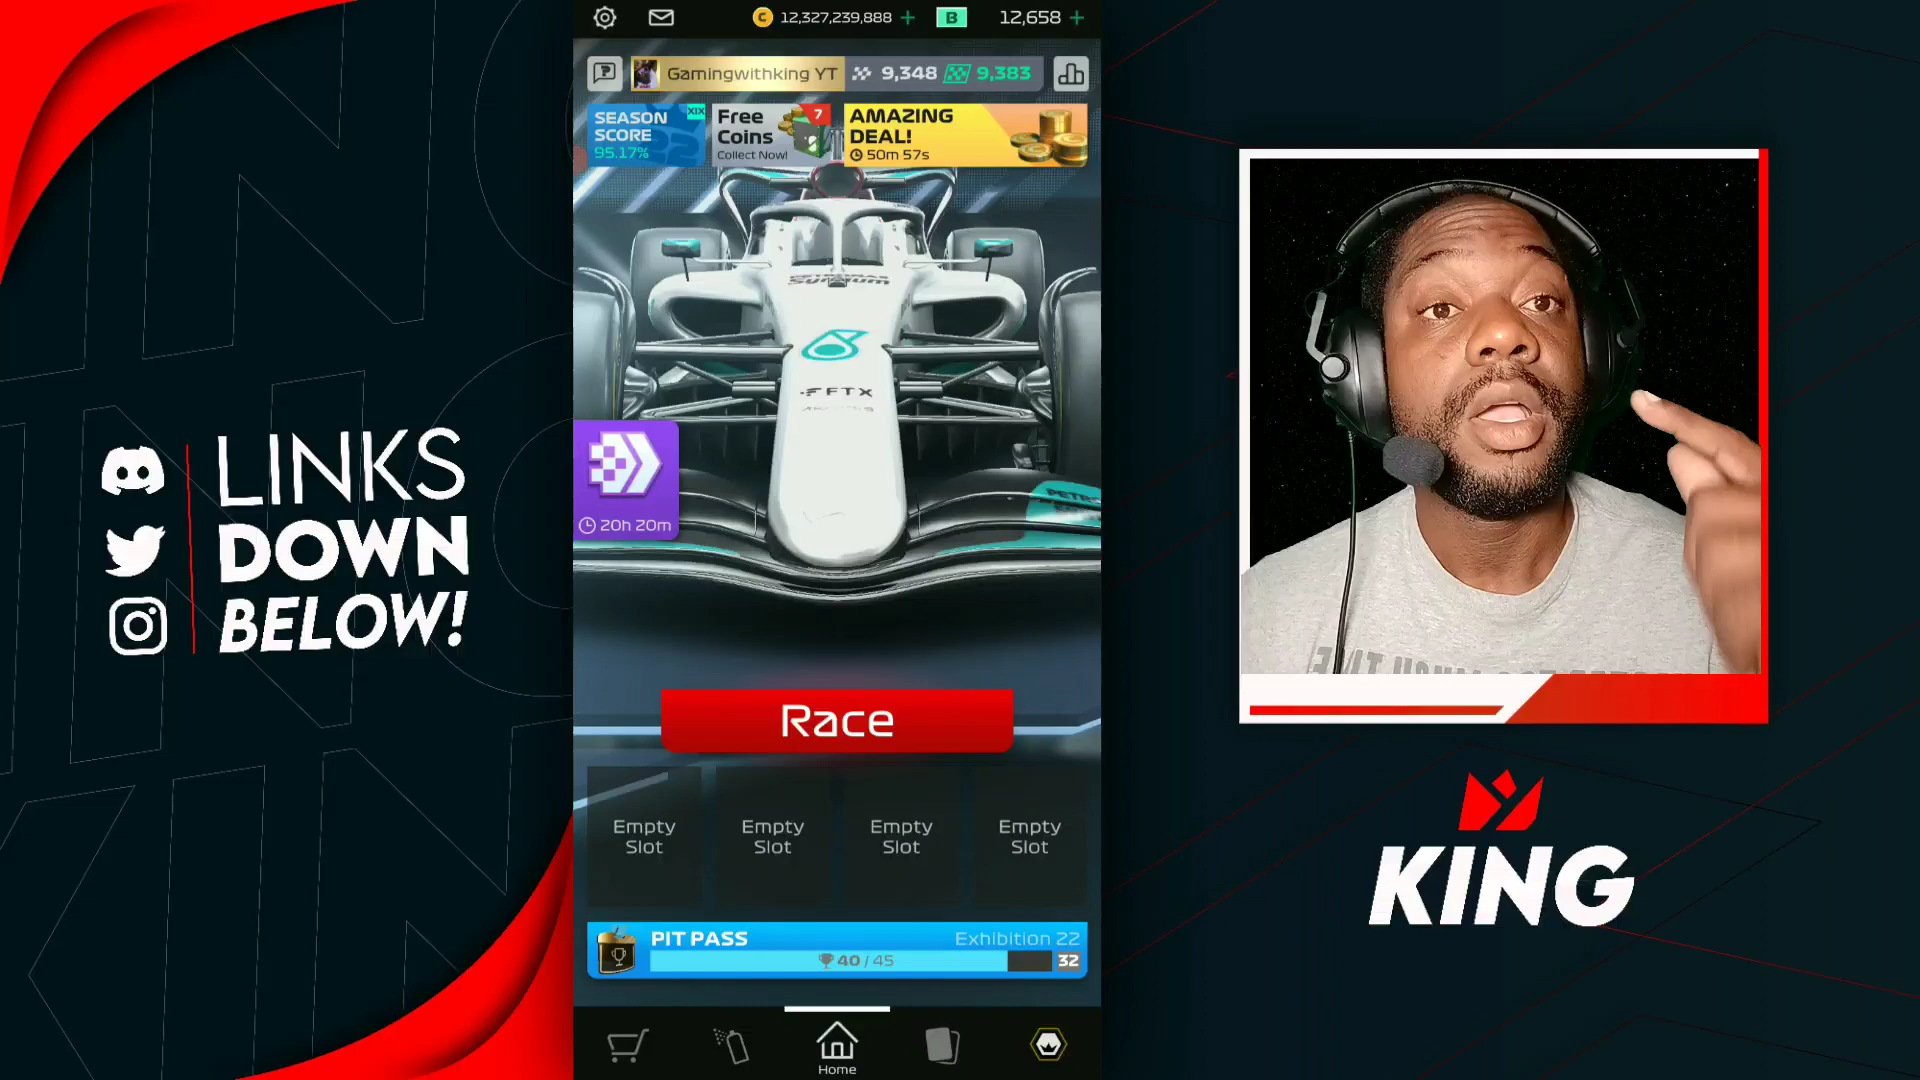 LINKS
DOWN
BELOW!
C 12,327,239,888 +
B 12,658 +
Gamingwithking YT
9,348
9,383
SEASON
SCORE
95.17%
XIX
Free
Coins
Collect Now!
7
AMAZING
DEAL!
50m 57s
PETRONAS
Syntium
FTX
20h 20m
Race
Empty
Slot
Empty
Slot
Empty
Slot
Empty
Slot
PIT PASS
Exhibition 22
40 / 45
32
Home
KING